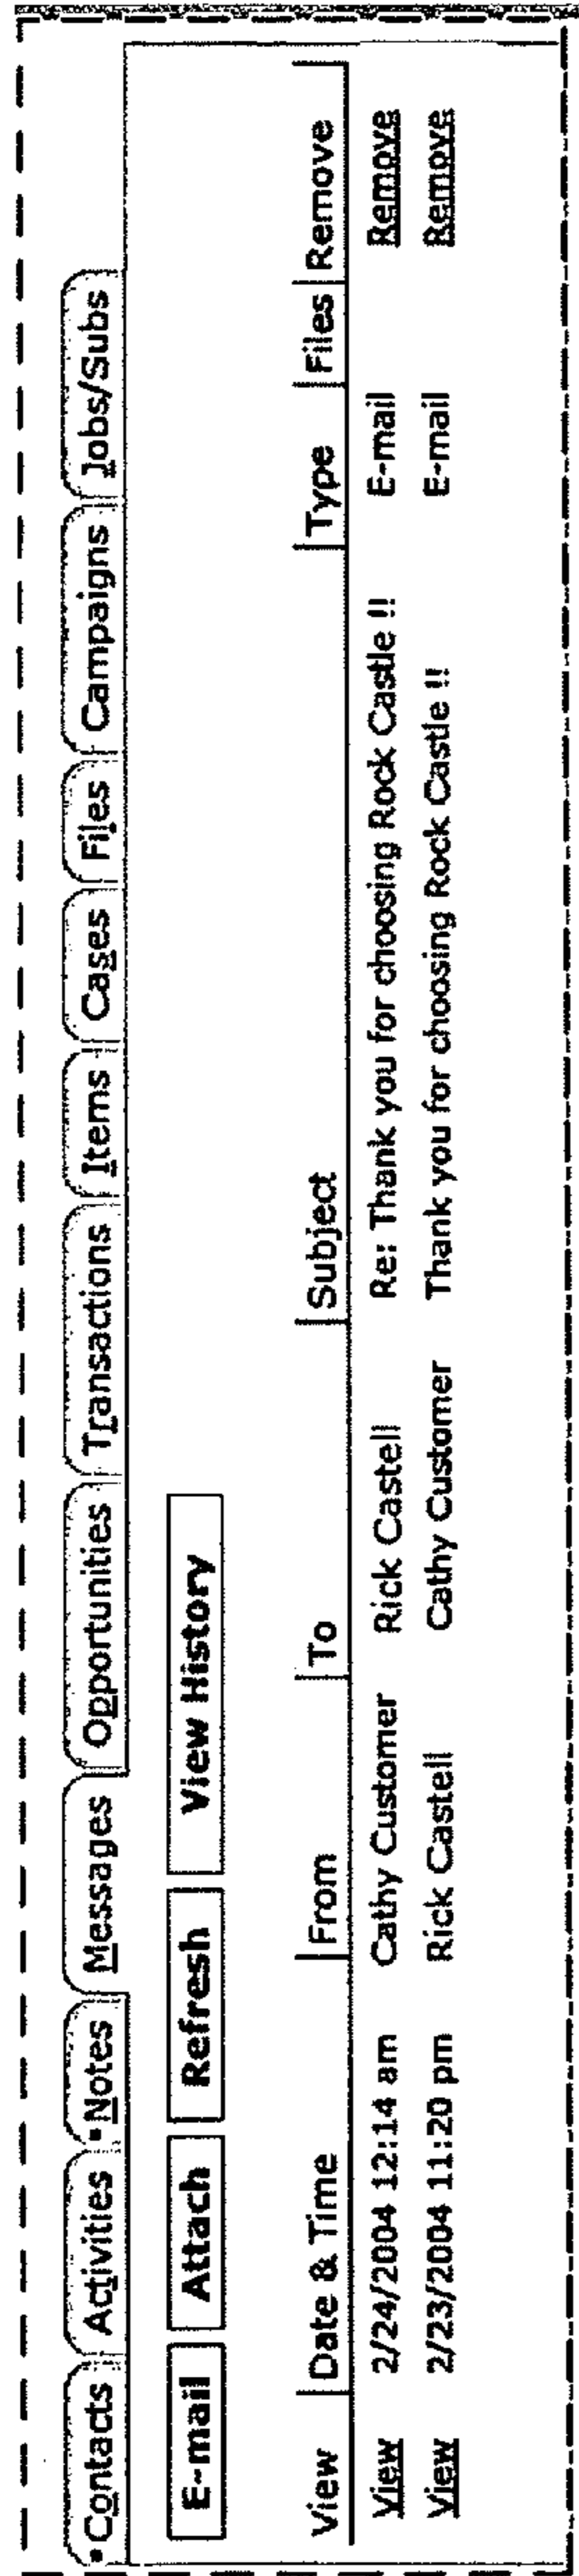 •Contacts Activities •Notes Messages Opportunities Transactions Items Cases Files Campaigns Jobs/Subs
E-mail Attach Refresh View History
View Date & Time From To Subject Type Files Remove
View 2/24/2004 12:14 am Cathy Customer Rick Castell Re: Thank you for choosing Rock Castle !! E-mail Remove
View 2/23/2004 11:20 pm Rick Castell Cathy Customer Thank you for choosing Rock Castle !! E-mail Remove